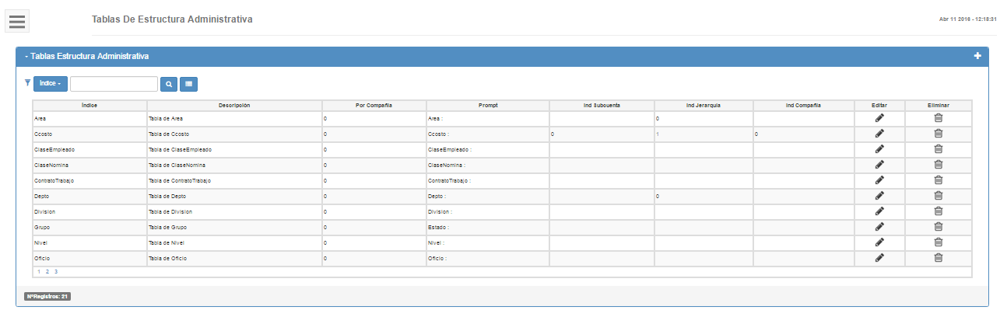 Tablas De Estructura Administrativa
Abr 11 2016 - 12:18:31
- Tablas Estructura Administrativa
Índice
Índice Descripción Por Compañia Prompt Ind Subcuenta Ind Jerarquia Ind Compañia Editar Eliminar
Area Tabla de Area 0 Area : 0
Ccosto Tabla de Ccosto 0 Ccosto : 0 1 0
ClaseEmpleado Tabla de ClaseEmpleado 0 ClaseEmpleado :
ClaseNomina Tabla de ClaseNomina 0 ClaseNomina :
ContratoTrabajo Tabla de ContratoTrabajo 0 ContratoTrabajo :
Depto Tabla de Depto 0 Depto : 0
Division Tabla de Division 0 Division :
Grupo Tabla de Grupo 0 Estado :
Nivel Tabla de Nivel 0 Nivel :
Oficio Tabla de Oficio 0 Oficio :
1 2 3
NºRegistros: 21